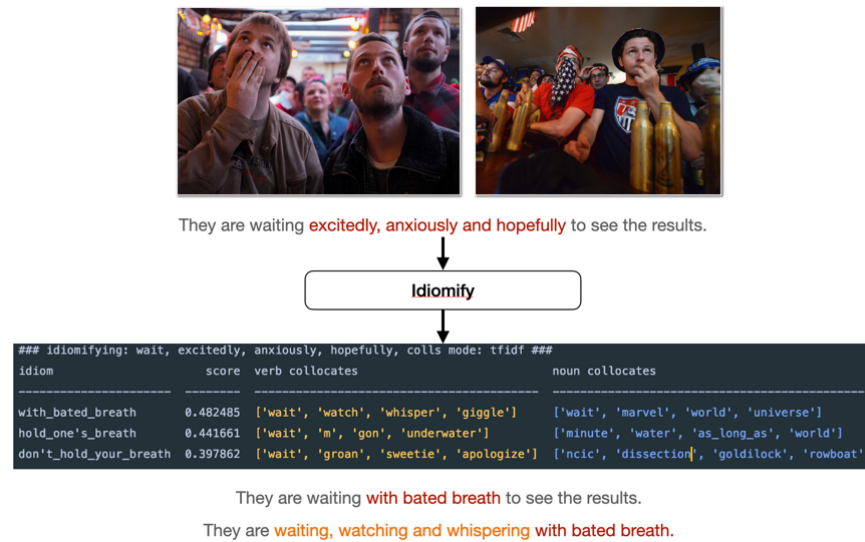 They are waiting excitedly, anxiously and hopefully to see the results.
Idiomify
### idiomifying: wait, excitedly, anxiously, hopefully, colls mode: tfidf ###
idiom score verb collocates noun collocates
---------------------- --------- ----------------------------------------- ---------------------------------------------
with_bated_breath 0.482485 ['wait', 'watch', 'whisper', 'giggle'] ['wait', 'marvel', 'world', 'universe']
hold_one's_breath 0.441661 ['wait', 'm', 'gon', 'underwater'] ['minute', 'water', 'as_long_as', 'world']
don't_hold_your_breath 0.397862 ['wait', 'groan', 'sweetie', 'apologize'] ['ncic', 'dissection', 'goldilock', 'rowboat'
They are waiting with bated breath to see the results.
They are waiting, watching and whispering with bated breath.